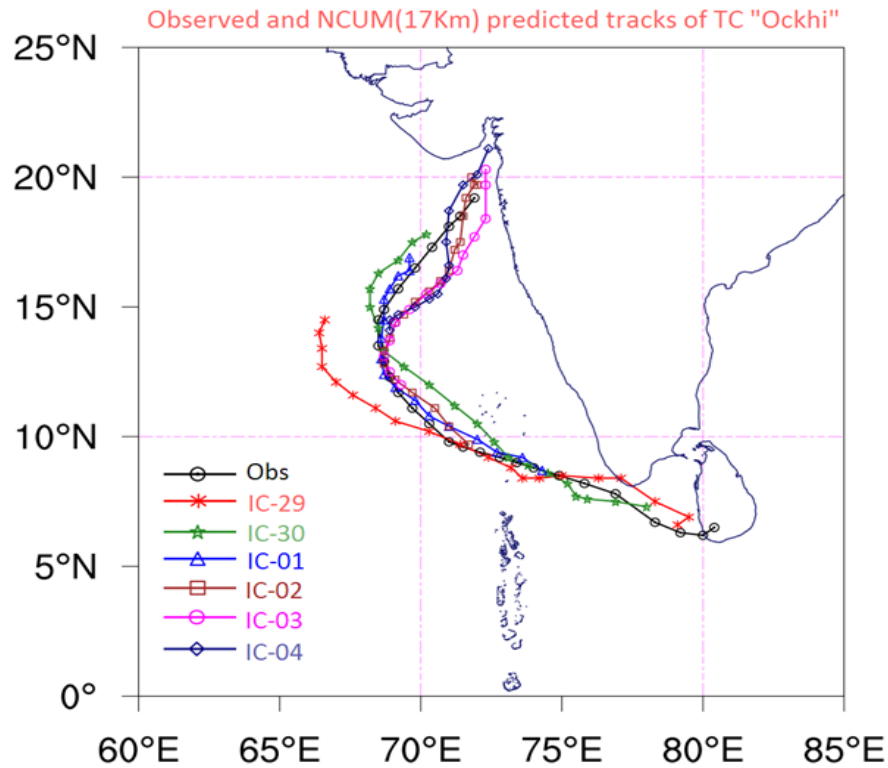 Observed and NCUM(17Km) predicted tracks of TC "Ockhi"
25°N
20°N
15°N
10°N
5°N
0°
Obs
IC-29
IC-30
IC-01
IC-02
IC-03
IC-04
60°E 65°E 70°E 75°E 80°E 85°E